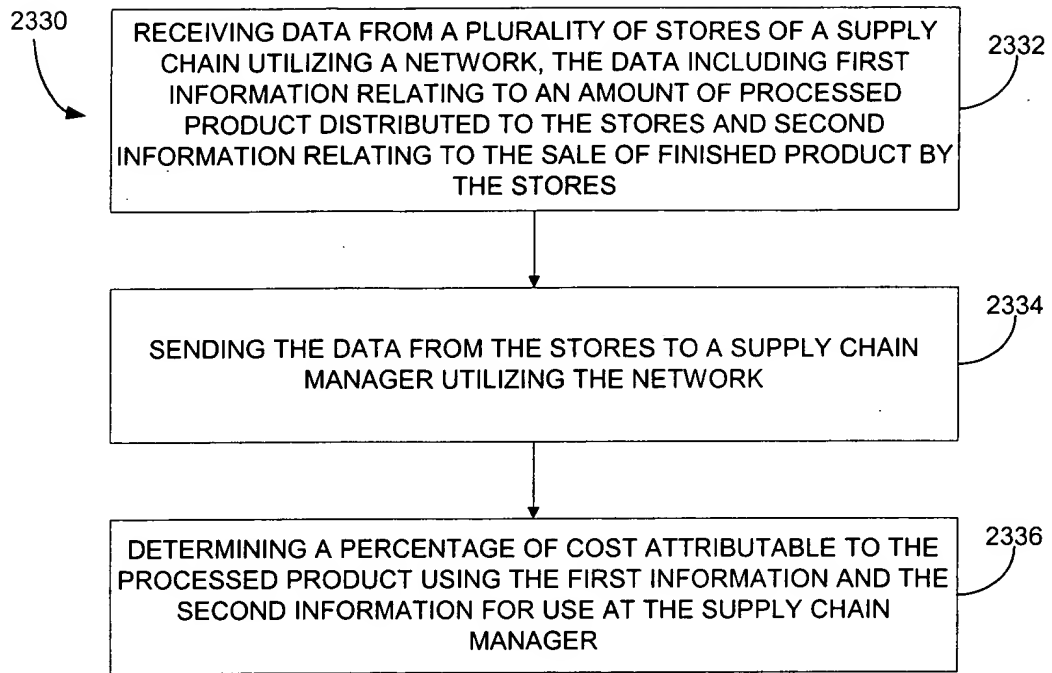 2330
RECEIVING DATA FROM A PLURALITY OF STORES OF A SUPPLY
CHAIN UTILIZING A NETWORK, THE DATA INCLUDING FIRST
INFORMATION RELATING TO AN AMOUNT OF PROCESSED
PRODUCT DISTRIBUTED TO THE STORES AND SECOND
INFORMATION RELATING TO THE SALE OF FINISHED PRODUCT BY
THE STORES
2332
SENDING THE DATA FROM THE STORES TO A SUPPLY CHAIN
MANAGER UTILIZING THE NETWORK
2334
DETERMINING A PERCENTAGE OF COST ATTRIBUTABLE TO THE
PROCESSED PRODUCT USING THE FIRST INFORMATION AND THE
SECOND INFORMATION FOR USE AT THE SUPPLY CHAIN
MANAGER
2336